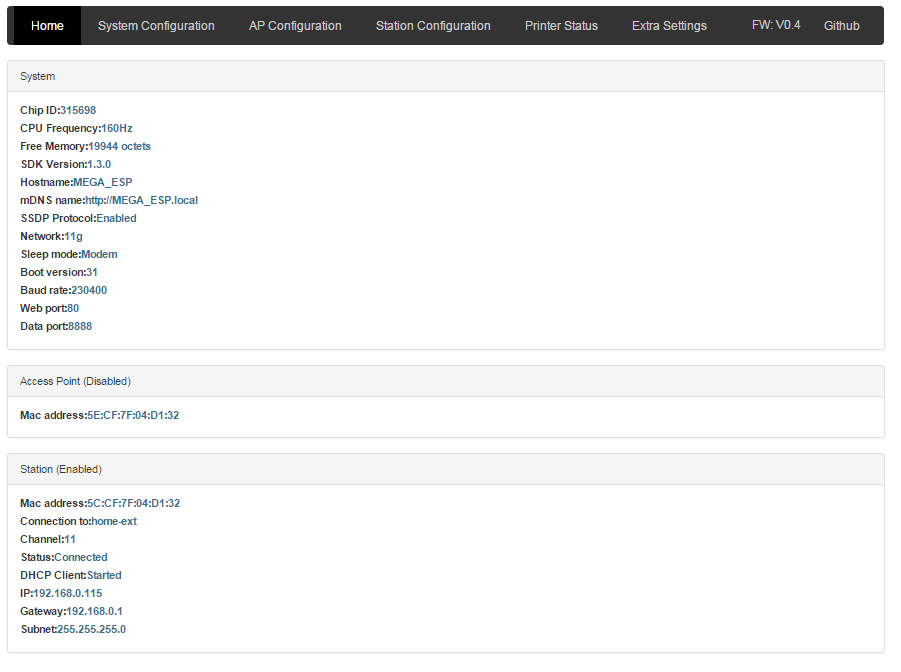 Home System Configuration AP Configuration Station Configuration Printer Status Extra Settings FW: V0.4 Github
System
Chip ID:315698
CPU Frequency:160Hz
Free Memory:19944 octets
SDK Version:1.3.0
Hostname:MEGA_ESP
mDNS name:http://MEGA_ESP.local
SSDP Protocol:Enabled
Network:11g
Sleep mode:Modem
Boot version:31
Baud rate:230400
Web port:80
Data port:8888
Access Point (Disabled)
Mac address:5E:CF:7F:04:D1:32
Station (Enabled)
Mac address:5C:CF:7F:04:D1:32
Connection to:home-ext
Channel:11
Status:Connected
DHCP Client:Started
IP:192.168.0.115
Gateway:192.168.0.1
Subnet:255.255.255.0